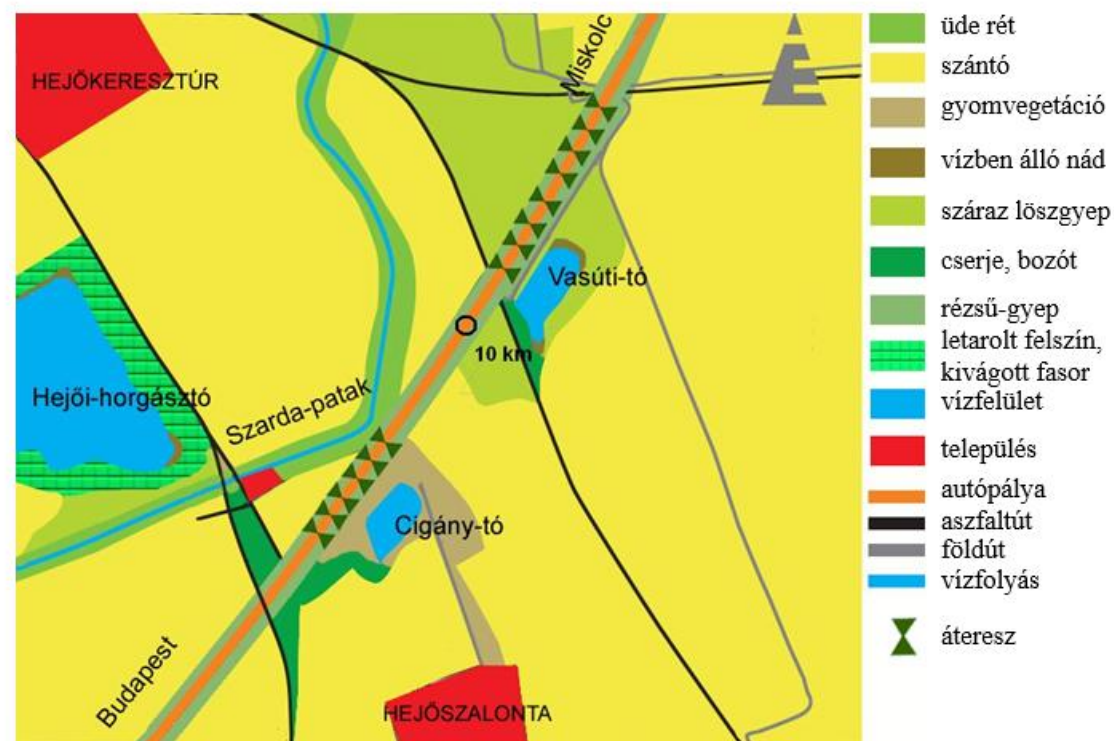 HEJŐKERESZTÚR
Miskolc
É
Vasúti-tó
10 km
Hejői-horgásztó
Szarda-patak
Cigány-tó
Budapest
HEJŐSZALONTA
üde rét
szántó
gyomvegetáció
vízben álló nád
száraz löszgyep
cserje, bozót
rézsű-gyep
letarolt felszín,
kivágott fasor
vízfelület
település
autópálya
aszfaltút
földút
vízfolyás
áteresz